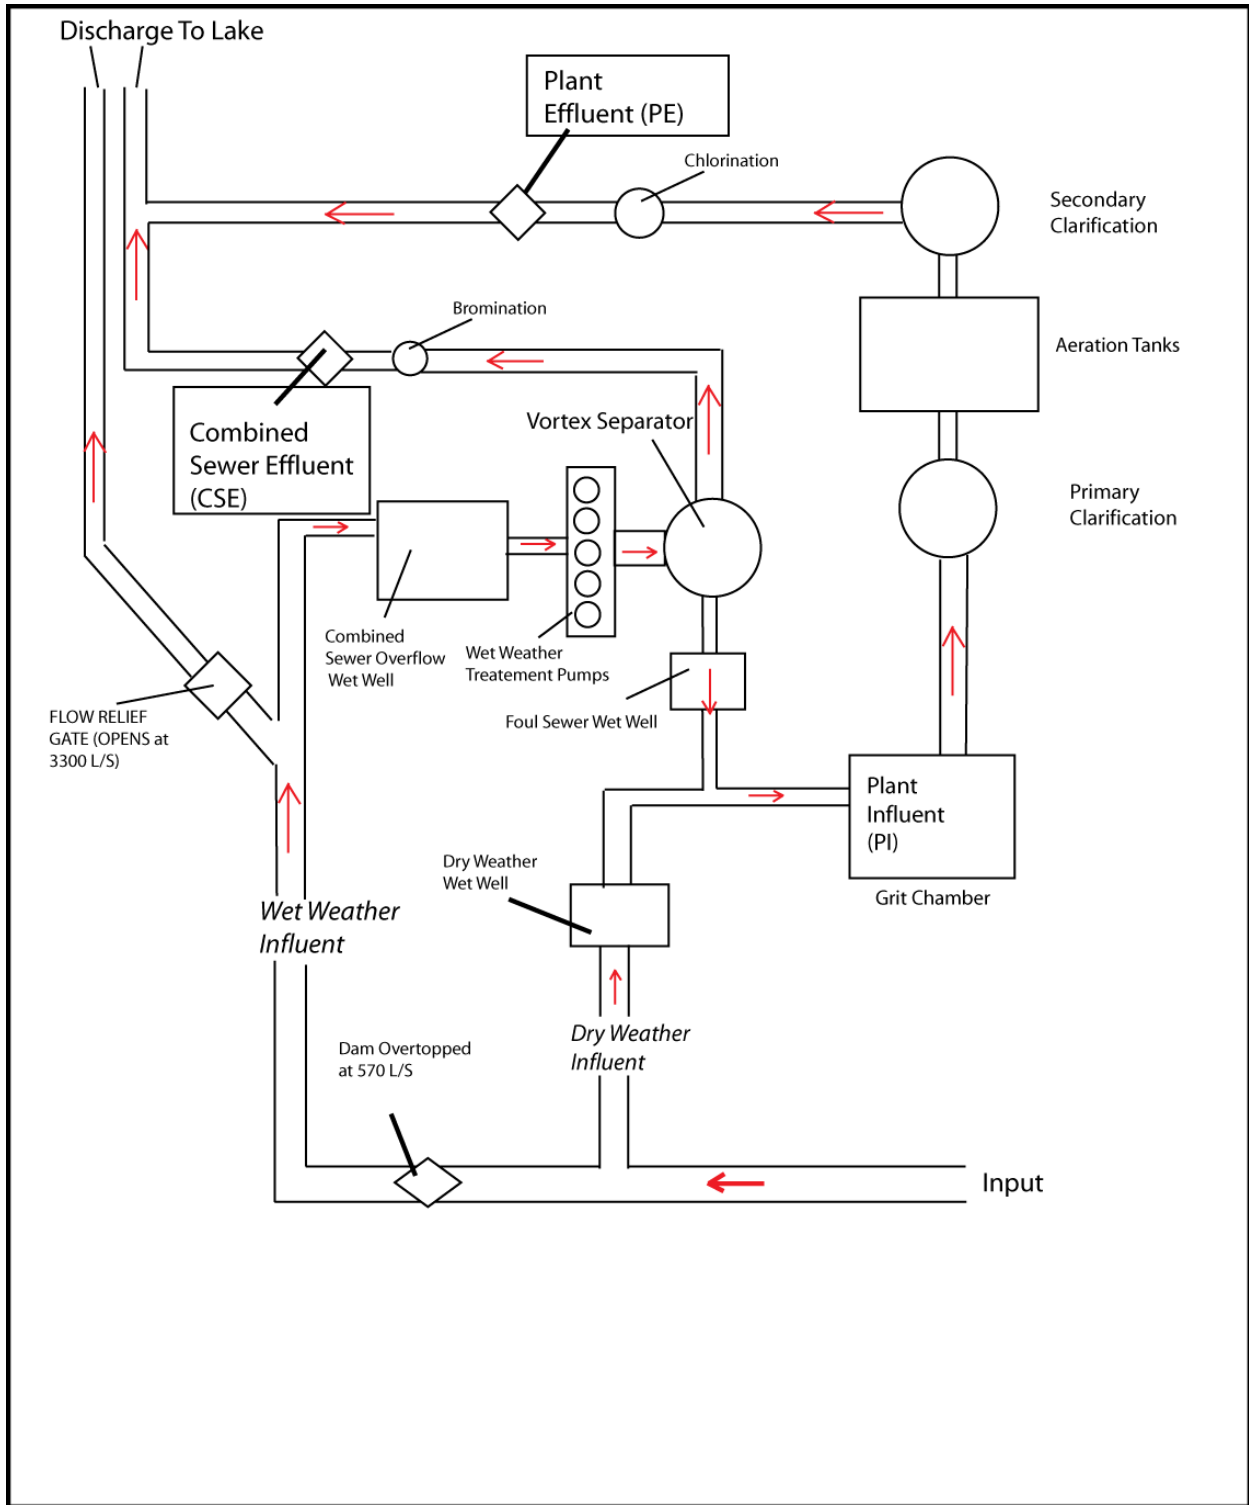 Discharge To Lake
Plant
Effluent (PE)
Chlorination
Secondary
Clarification
Bromination
Aeration Tanks
Combined
Sewer Effluent
(CSE)
Vortex Separator
Primary
Clarification
Combined
Sewer Overflow
Wet Well
Wet Weather
Treatement Pumps
Foul Sewer Wet Well
FLOW RELIEF
GATE (OPENS at
3300 L/S)
Plant
Influent
(PI)
Grit Chamber
Dry Weather
Wet Well
Wet Weather
Influent
Dry Weather
Influent
Dam Overtopped
at 570 L/S
Input